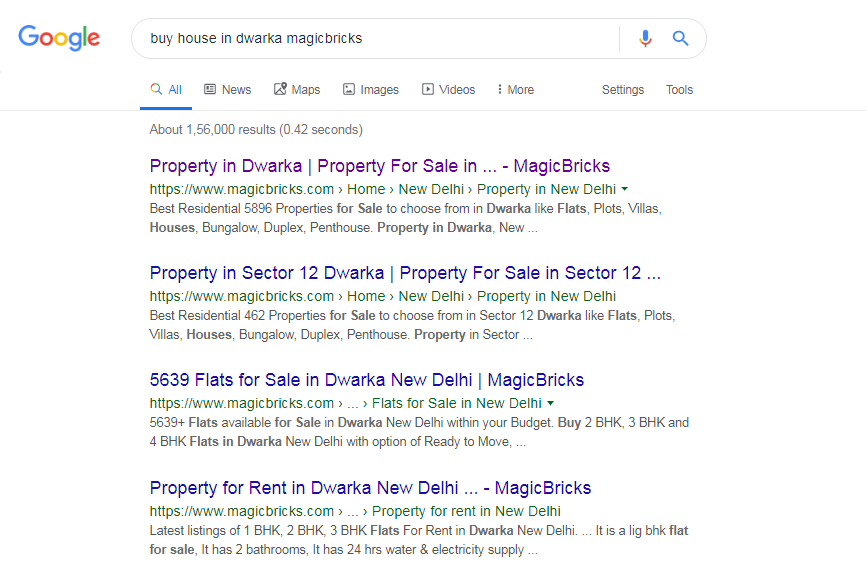 Google
buy house in dwarka magicbricks
All News Maps Images Videos More Settings Tools
About 1,56,000 results (0.42 seconds)
Property in Dwarka | Property For Sale in ... - MagicBricks
https://www.magicbricks.com › Home › New Delhi › Property in New Delhi
Best Residential 5896 Properties for Sale to choose from in Dwarka like Flats, Plots, Villas,
Houses, Bungalow, Duplex, Penthouse. Property in Dwarka, New ...
Property in Sector 12 Dwarka | Property For Sale in Sector 12 ...
https://www.magicbricks.com › Home › New Delhi › Property in New Delhi
Best Residential 462 Properties for Sale to choose from in Sector 12 Dwarka like Flats, Plots,
Villas, Houses, Bungalow, Duplex, Penthouse. Property in Sector ...
5639 Flats for Sale in Dwarka New Delhi | MagicBricks
https://www.magicbricks.com › ... › Flats for Sale in New Delhi
5639+ Flats available for Sale in Dwarka New Delhi within your Budget. Buy 2 BHK, 3 BHK and
4 BHK Flats in Dwarka New Delhi with option of Ready to Move, ...
Property for Rent in Dwarka New Delhi ... - MagicBricks
https://www.magicbricks.com › ... › Property for rent in New Delhi
Latest listings of 1 BHK, 2 BHK, 3 BHK Flats For Rent in Dwarka New Delhi. ... It is a lig bhk flat
for sale, It has 2 bathrooms, It has 24 hrs water & electricity supply ...